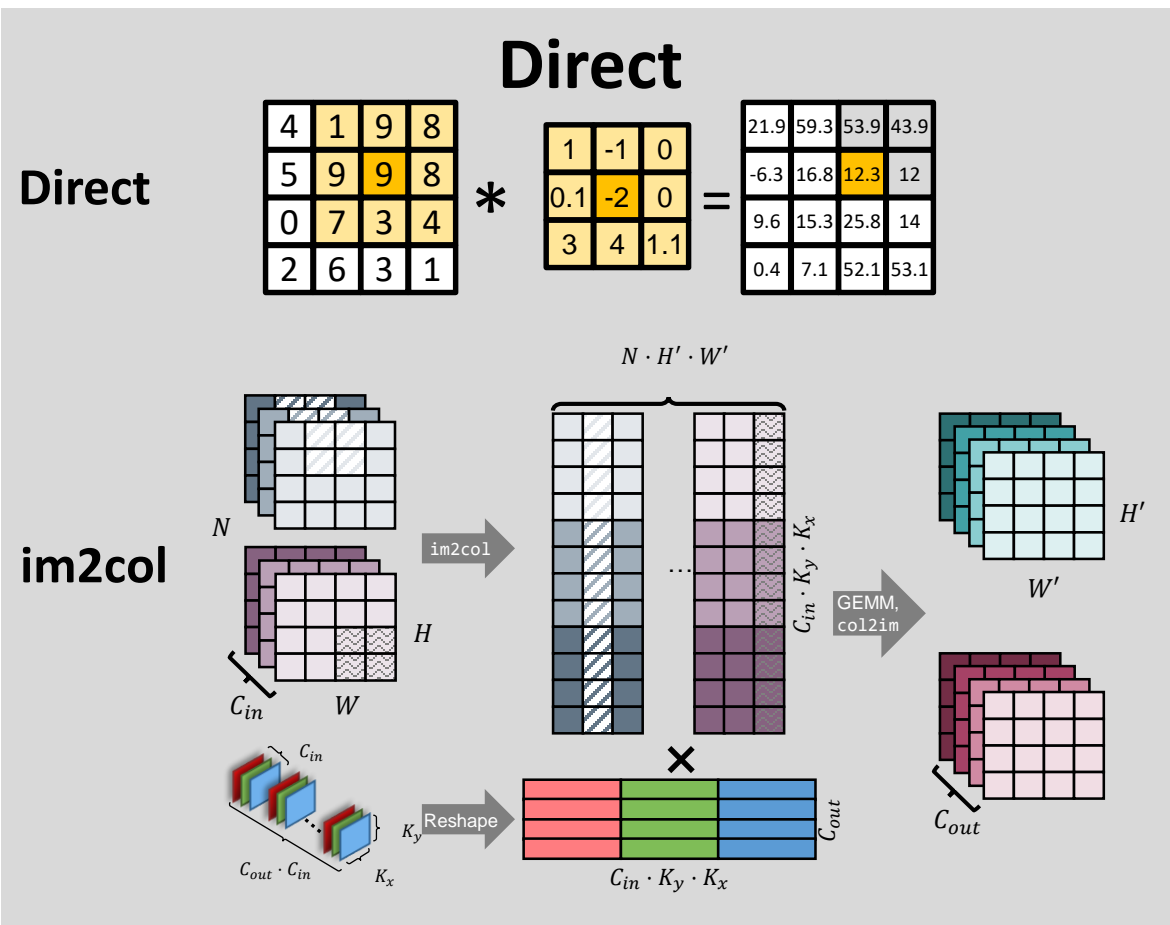 Direct
Direct
4 1 9 8
5 9 9 8
0 7 3 4
2 6 3 1
*
1 -1 0
0.1 -2 0
3 4 1.1
=
21.9 59.3 53.9 43.9
-6.3 16.8 12.3 12
9.6 15.3 25.8 14
0.4 7.1 52.1 53.1
im2col
N
H
W
C_in
im2col
N · H′ · W′
...
C_in · K_y · K_x
GEMM,
col2im
H′
W′
C_out
C_in
K_y
K_x
C_out · C_in
Reshape
×
C_out
C_in · K_y · K_x